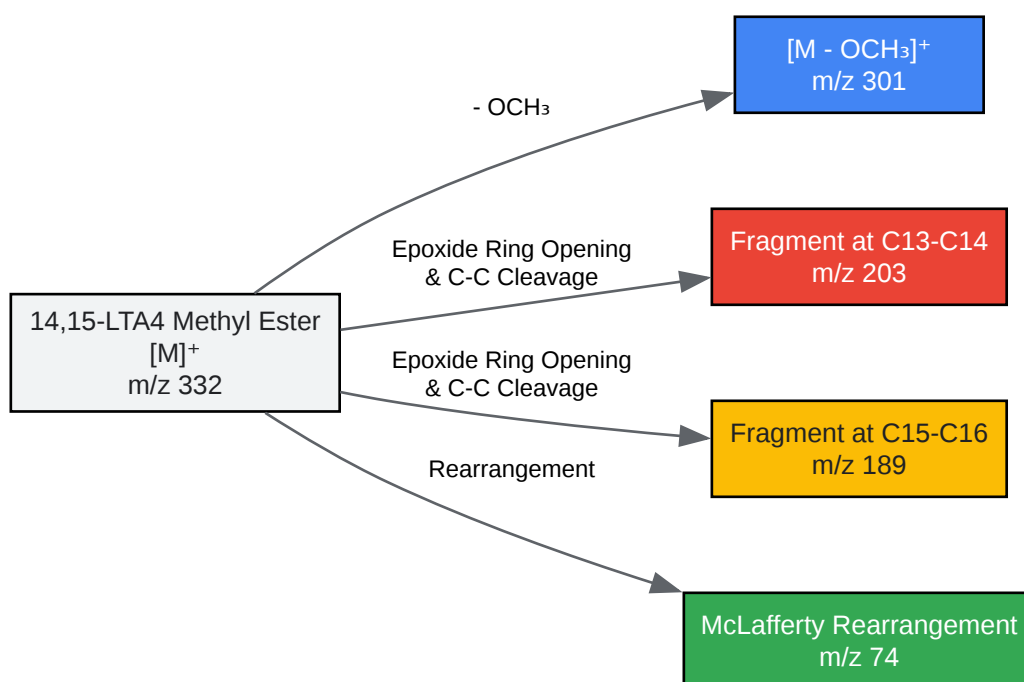 [M - OCH₃]⁺
m/z 301
- OCH₃
Fragment at C13-C14
m/z 203
Epoxide Ring Opening
& C-C Cleavage
14,15-LTA4 Methyl Ester
[M]⁺
m/z 332
Epoxide Ring Opening
& C-C Cleavage
Fragment at C15-C16
m/z 189
Rearrangement
McLafferty Rearrangement
m/z 74